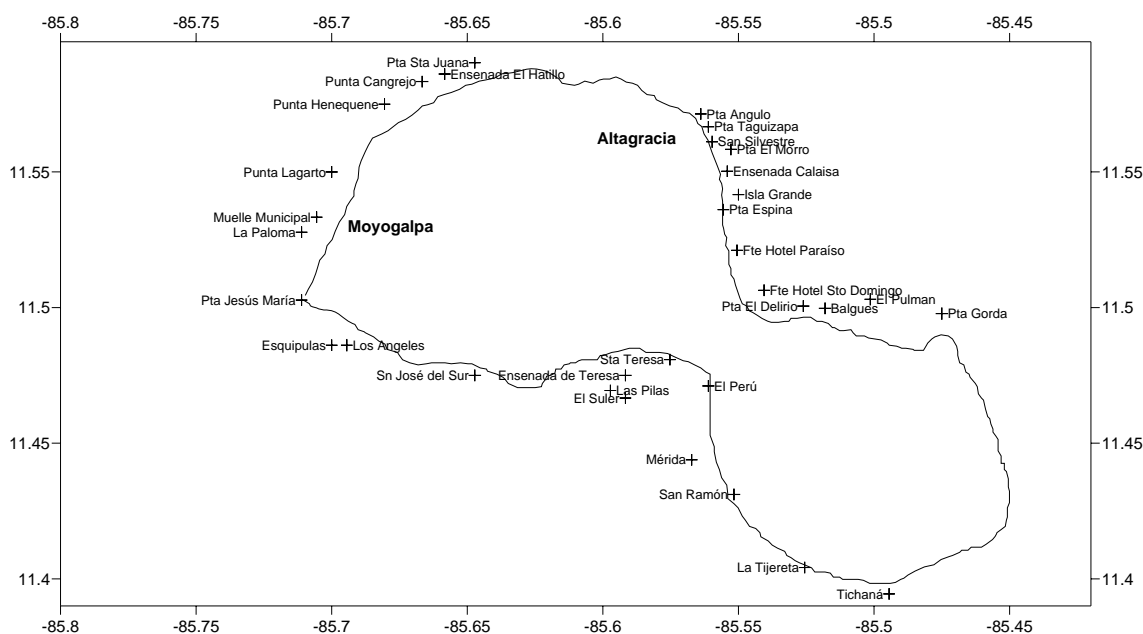 -85.8 -85.75 -85.7 -85.65 -85.6 -85.55 -85.5 -85.45
Pta Sta Juana
Ensenada El Hatillo
Punta Cangrejo
Punta Henequene
Pta Angulo
Pta Taguizapa
Altagracia
San Silvestre
Pta El Morro
11.55 Punta Lagarto Ensenada Calaisa 11.55
Isla Grande
Pta Espina
Muelle Municipal
Moyogalpa
La Paloma
Fte Hotel Paraíso
Fte Hotel Sto Domingo
11.5 Pta Jesús María Pta El Delirio Balgues El Pulman 11.5
Pta Gorda
Esquipulas Los Angeles
Sta Teresa
Sn José del Sur Ensenada de Teresa
El Perú
Las Pilas
El Suler
11.45 11.45
Mérida
San Ramón
La Tijereta
11.4 11.4
Tichaná
-85.8 -85.75 -85.7 -85.65 -85.6 -85.55 -85.5 -85.45